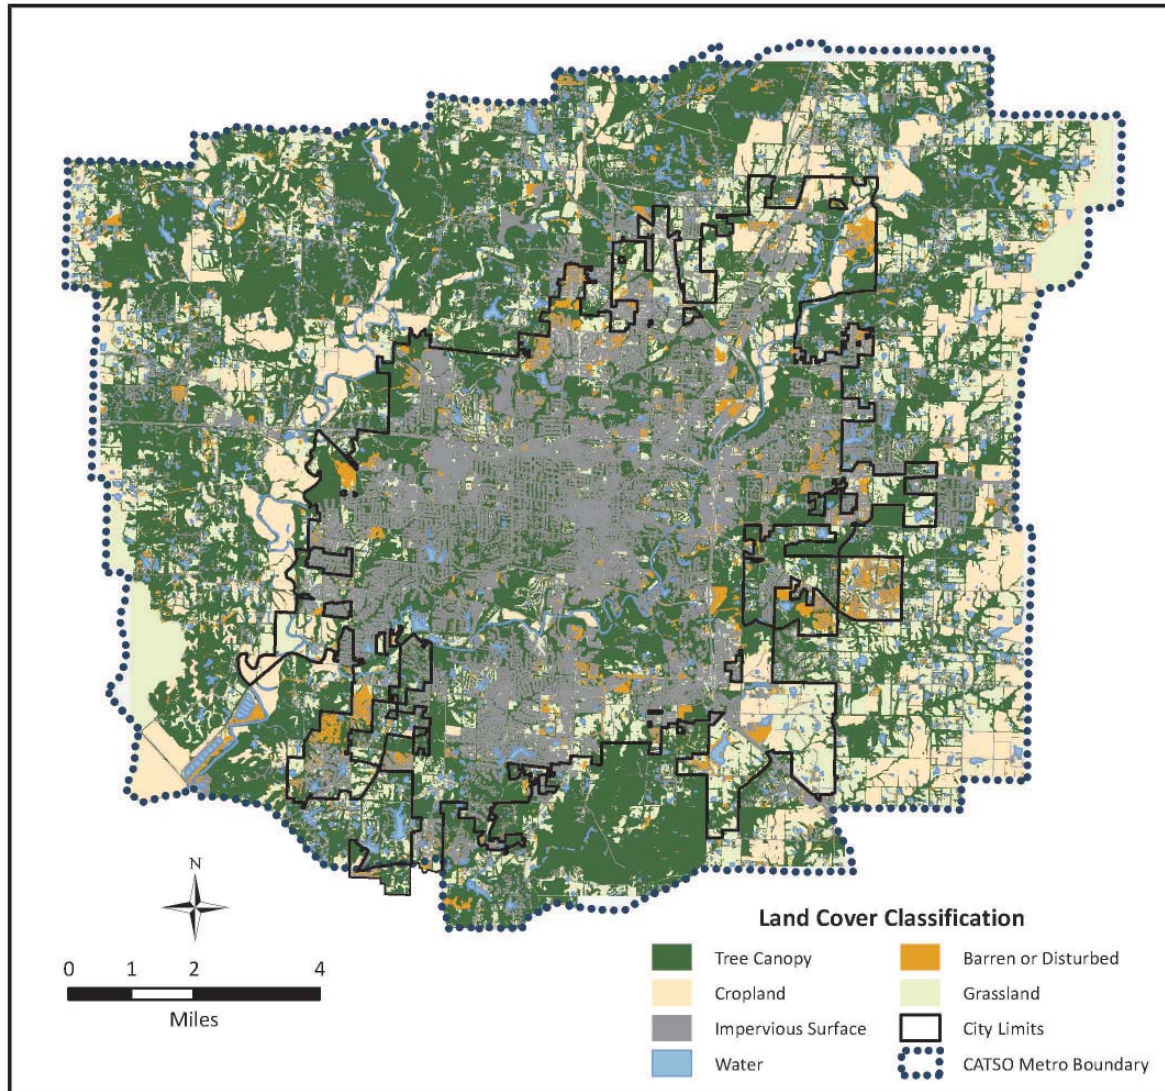 N
0 1 2 4
Miles
Land Cover Classification
Tree Canopy
Cropland
Impervious Surface
Water
Barren or Disturbed
Grassland
City Limits
CATSO Metro Boundary